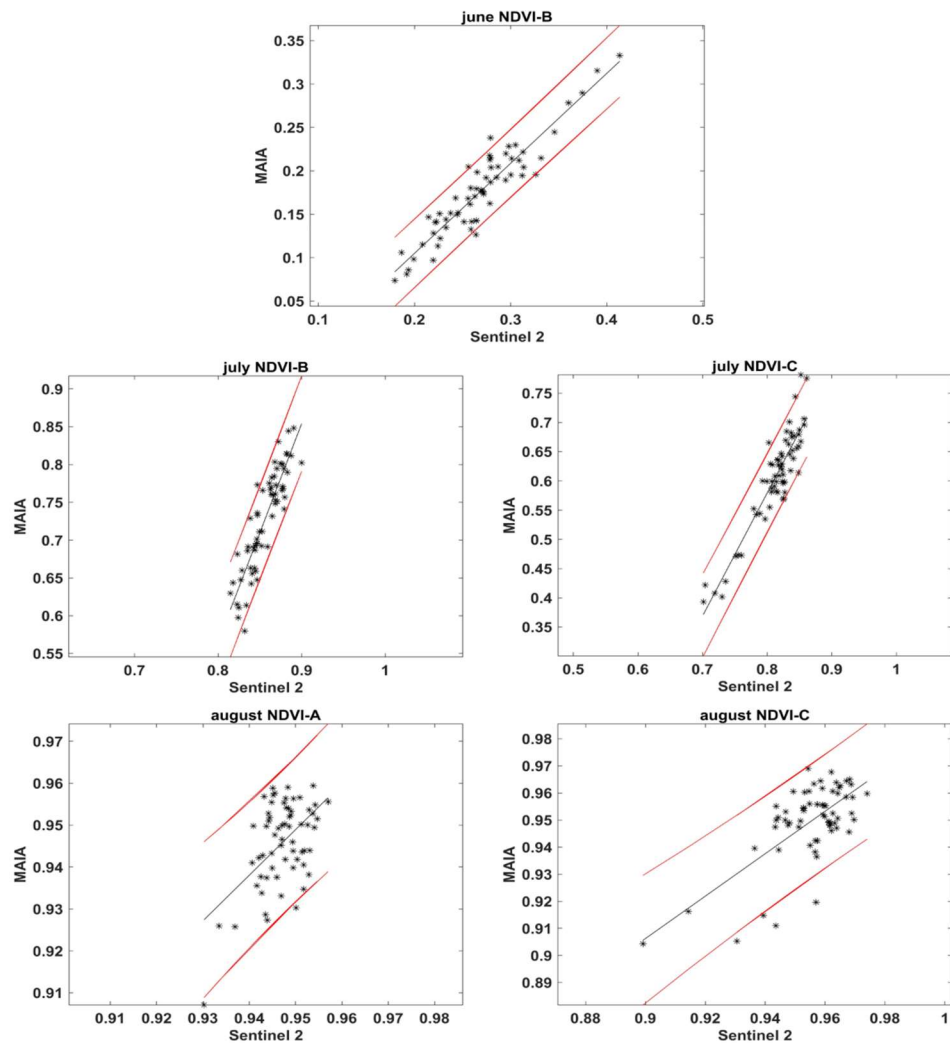 june NDVI-B
0.35
0.3
0.25
0.2
0.15
0.1
0.05
MAIA
0.1 0.2 0.3 0.4 0.5
Sentinel 2
july NDVI-B
0.9
0.85
0.8
0.75
0.7
0.65
0.6
0.55
MAIA
0.7 0.8 0.9 1
Sentinel 2
july NDVI-C
0.75
0.7
0.65
0.6
0.55
0.5
0.45
0.4
0.35
MAIA
0.5 0.6 0.7 0.8 0.9 1
Sentinel 2
august NDVI-A
0.97
0.96
0.95
0.94
0.93
0.92
0.91
MAIA
0.91 0.92 0.93 0.94 0.95 0.96 0.97 0.98
Sentinel 2
august NDVI-C
0.98
0.97
0.96
0.95
0.94
0.93
0.92
0.91
0.9
0.89
MAIA
0.88 0.9 0.92 0.94 0.96 0.98 1
Sentinel 2